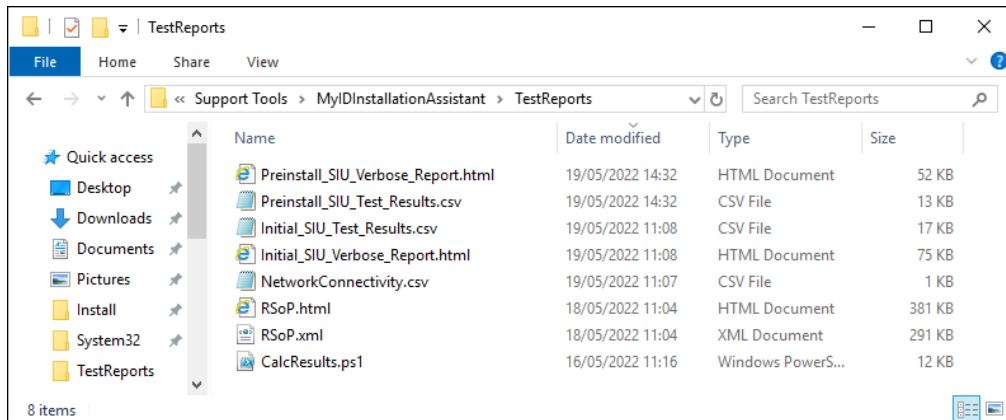 TestReports
File Home Share View
« Support Tools > MyIDInstallationAssistant > TestReports Search TestReports
Name Date modified Type Size
Quick access
Desktop
Downloads
Documents
Pictures
Install
System32
TestReports
Preinstall_SIU_Verbose_Report.html 19/05/2022 14:32 HTML Document 52 KB
Preinstall_SIU_Test_Results.csv 19/05/2022 14:32 CSV File 13 KB
Initial_SIU_Test_Results.csv 19/05/2022 11:08 CSV File 17 KB
Initial_SIU_Verbose_Report.html 19/05/2022 11:08 HTML Document 75 KB
NetworkConnectivity.csv 19/05/2022 11:07 CSV File 1 KB
RSoP.html 18/05/2022 11:04 HTML Document 381 KB
RSoP.xml 18/05/2022 11:04 XML Document 291 KB
CalcResults.ps1 16/05/2022 11:16 Windows PowerS... 12 KB
8 items